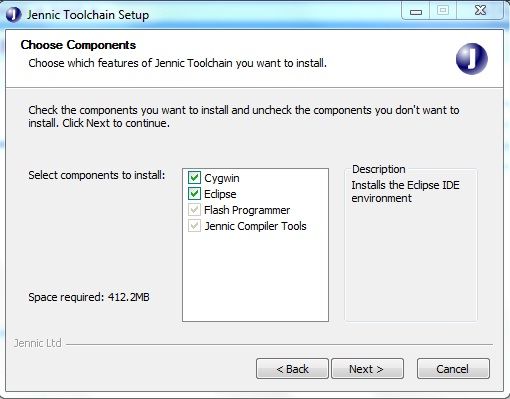 Jennic Toolchain Setup
Choose Components
Choose which features of Jennic Toolchain you want to install.
J
Check the components you want to install and uncheck the components you don't want to
install. Click Next to continue.
Select components to install:
Cygwin
Eclipse
Flash Programmer
Jennic Compiler Tools
Description
Installs the Eclipse IDE
environment
Space required: 412.2MB
Jennic Ltd
< Back
Next >
Cancel